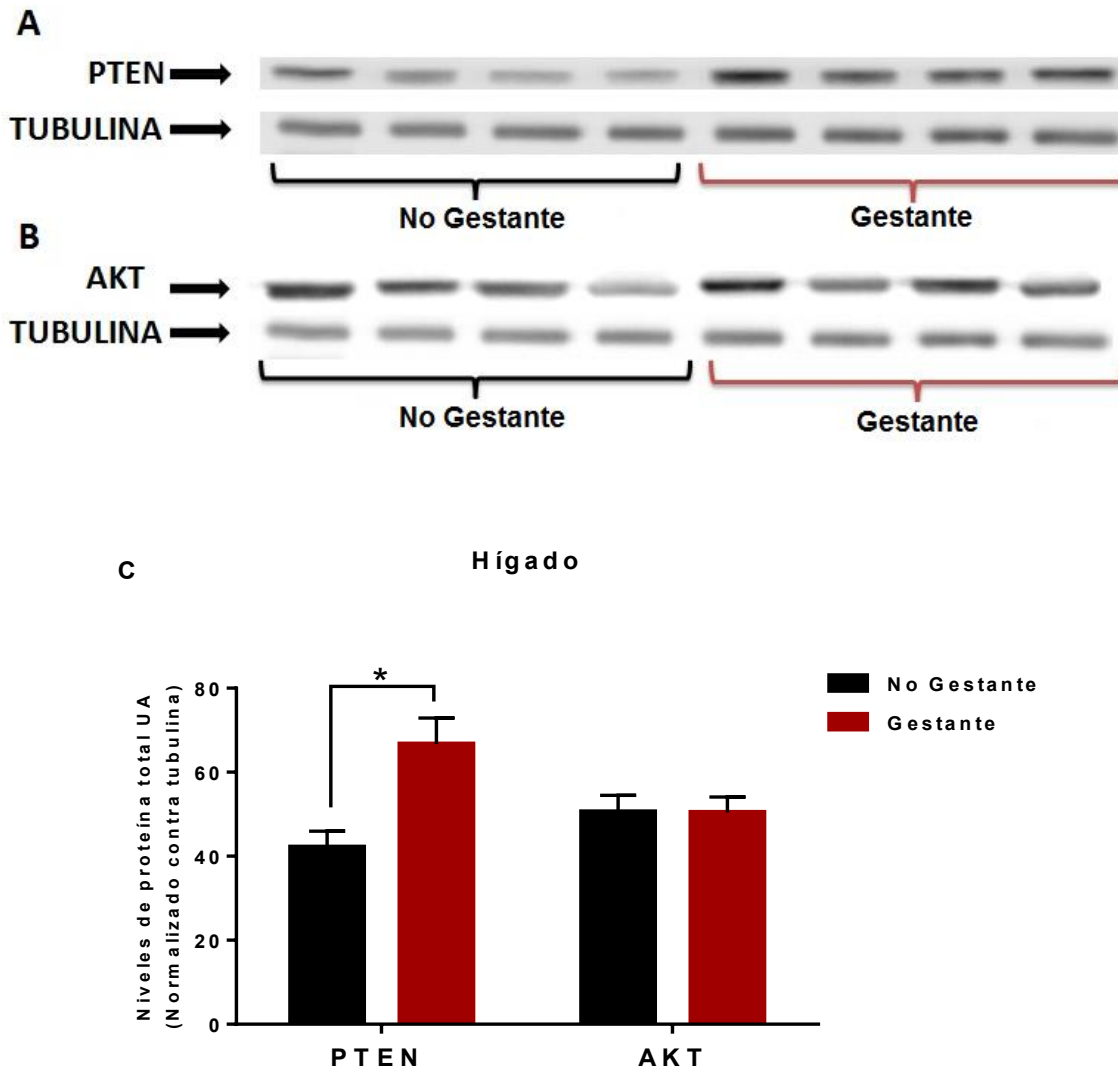 A
PTEN
TUBULINA
No Gestante
Gestante
B
AKT
TUBULINA
No Gestante
Gestante
C
Hígado
*
No Gestante
Gestante
Niveles de proteína total UA
(Normalizado contra tubulina)
80
60
40
20
0
PTEN
AKT